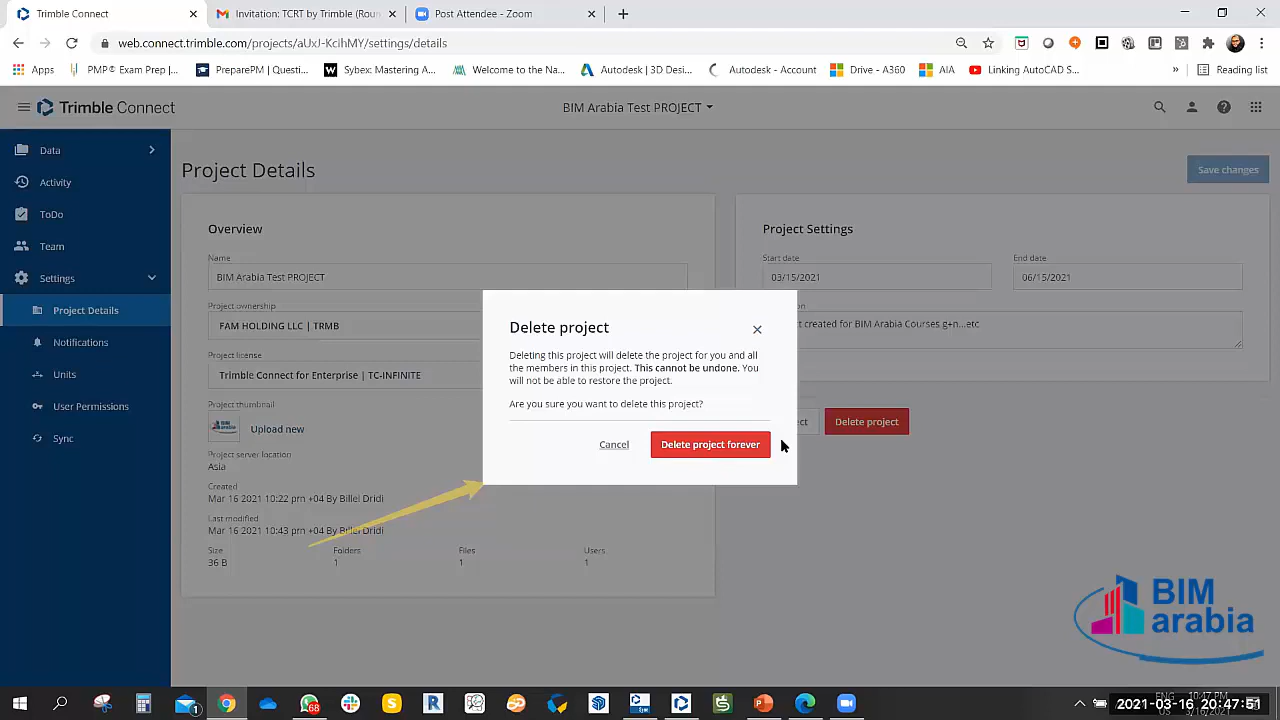 Trimble Connect
Invitation: TCRT by Trimble (Roun
Post Attendee - Zoom
web.connect.trimble.com/projects/aUxJ-KcihMY/settings/details
Apps
PMP® Exam Prep |...
PreparePM | Questi...
Sybex: Mastering A...
Welcome to the Na...
Autodesk | 3D Desi...
Autodesk - Account
Drive - A360
AIA
Linking AutoCAD S...
Reading list
Trimble Connect
BIM Arabia Test PROJECT
Data
Activity
ToDo
Team
Settings
Project Details
Notifications
Units
User Permissions
Sync
Project Details
Save changes
Overview
Name
BIM Arabia Test PROJECT
Project ownership
FAM HOLDING LLC | TRMB
Project license
Trimble Connect for Enterprise | TC-INFINITE
Project thumbnail
Upload new
Project server location
Asia
Created
Mar 16 2021 10:22 pm +04 By Billel Dridi
Last modified
Mar 16 2021 10:43 pm +04 By Billel Dridi
Size
Folders
Files
Users
36 B
1
1
1
Project Settings
Start date
End date
03/15/2021
06/15/2021
created for BIM Arabia Courses g+n...etc
Delete project
Delete project
Deleting this project will delete the project for you and all
the members in this project. This cannot be undone. You
will not be able to restore the project.
Are you sure you want to delete this project?
Cancel
Delete project forever
BIM
arabia
68
1
ENG
10:47 PM
2021-03-16 20:47:51